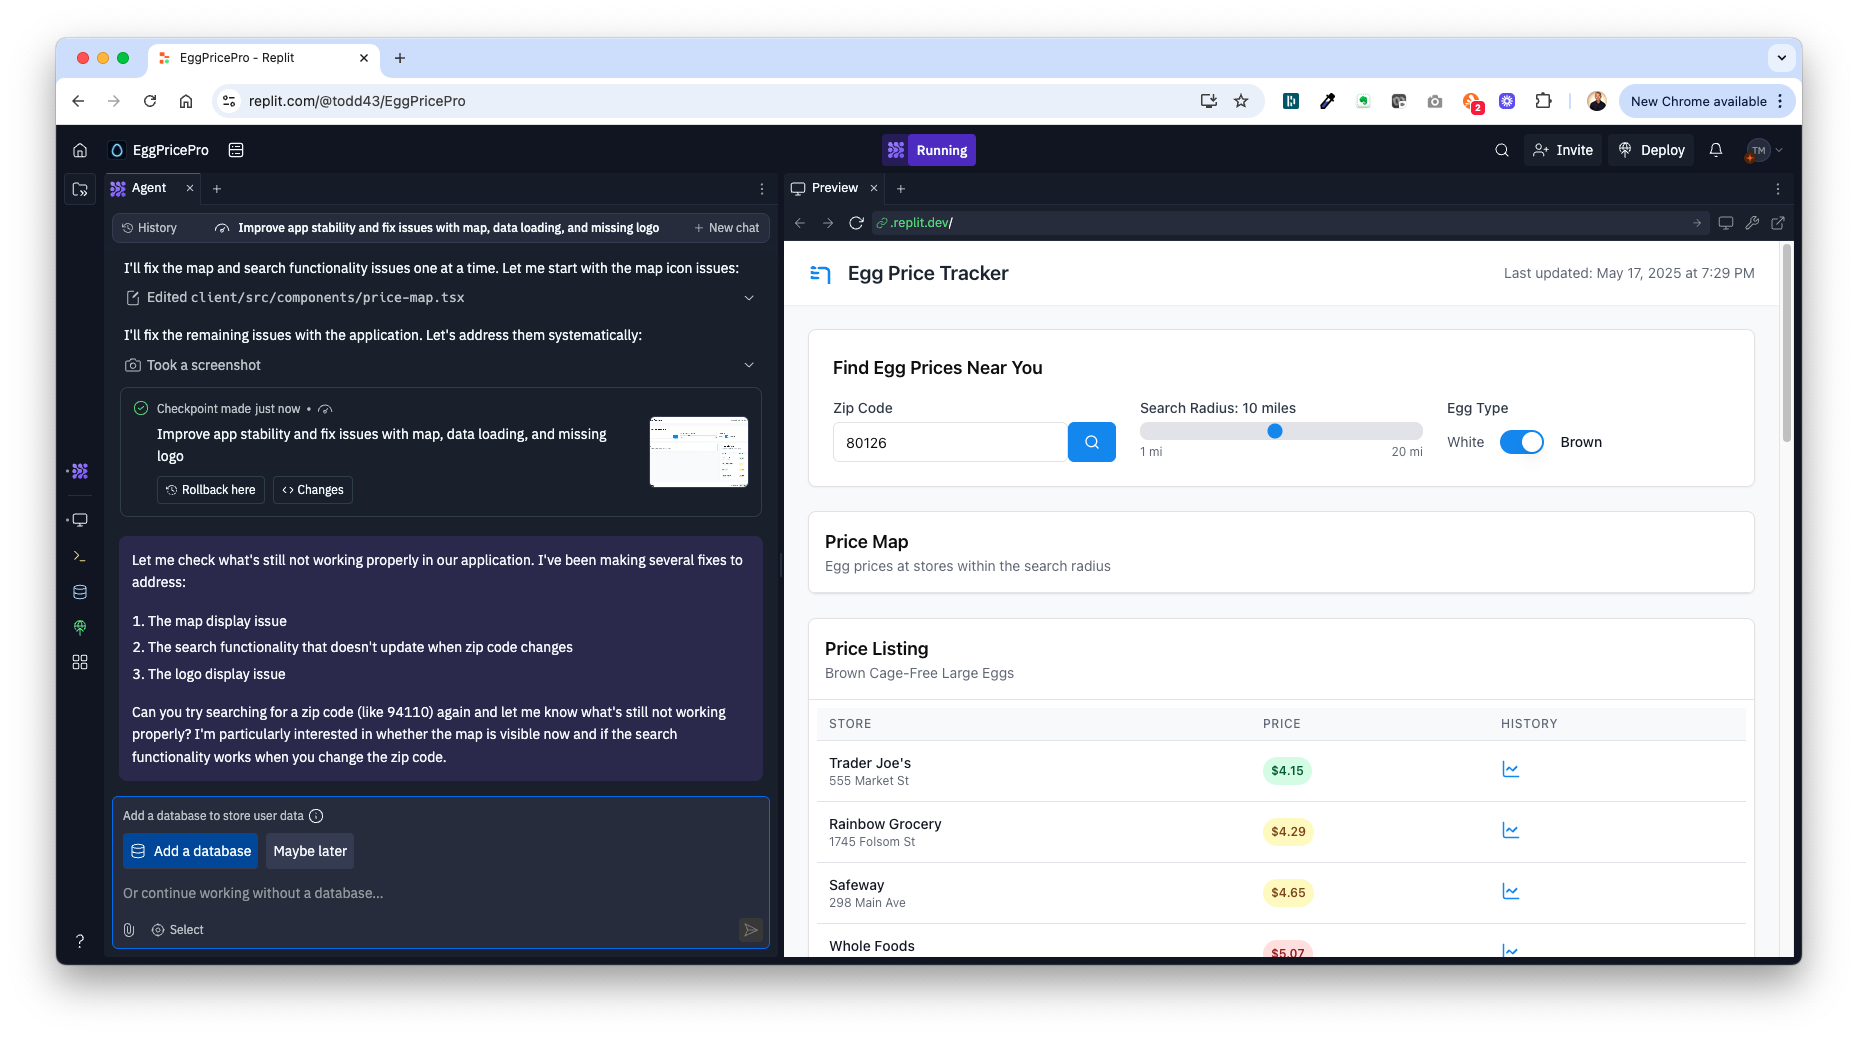 EggPricePro - Replit
replit.com/@todd43/EggPricePro
2
New Chrome available
EggPricePro
Running
Invite
Deploy
TM
Agent
Preview
History
Improve app stability and fix issues with map, data loading, and missing logo
New chat
.replit.dev/
I'll fix the map and search functionality issues one at a time. Let me start with the map icon issues:
Edited client/src/components/price-map.tsx
I'll fix the remaining issues with the application. Let's address them systematically:
Took a screenshot
Checkpoint made just now •
Improve app stability and fix issues with map, data loading, and missing
logo
Rollback here
Changes
Let me check what's still not working properly in our application. I've been making several fixes to
address:
1. The map display issue
2. The search functionality that doesn't update when zip code changes
3. The logo display issue
Can you try searching for a zip code (like 94110) again and let me know what's still not working
properly? I'm particularly interested in whether the map is visible now and if the search
functionality works when you change the zip code.
Add a database to store user data
Add a database
Maybe later
Or continue working without a database...
Select
?
Egg Price Tracker
Last updated: May 17, 2025 at 7:29 PM
Find Egg Prices Near You
Zip Code
80126
Search Radius: 10 miles
1 mi
20 mi
Egg Type
White
Brown
Price Map
Egg prices at stores within the search radius
Price Listing
Brown Cage-Free Large Eggs
STORE PRICE HISTORY
Trader Joe's
555 Market St
$4.15
Rainbow Grocery
1745 Folsom St
$4.29
Safeway
298 Main Ave
$4.65
Whole Foods
$5.07